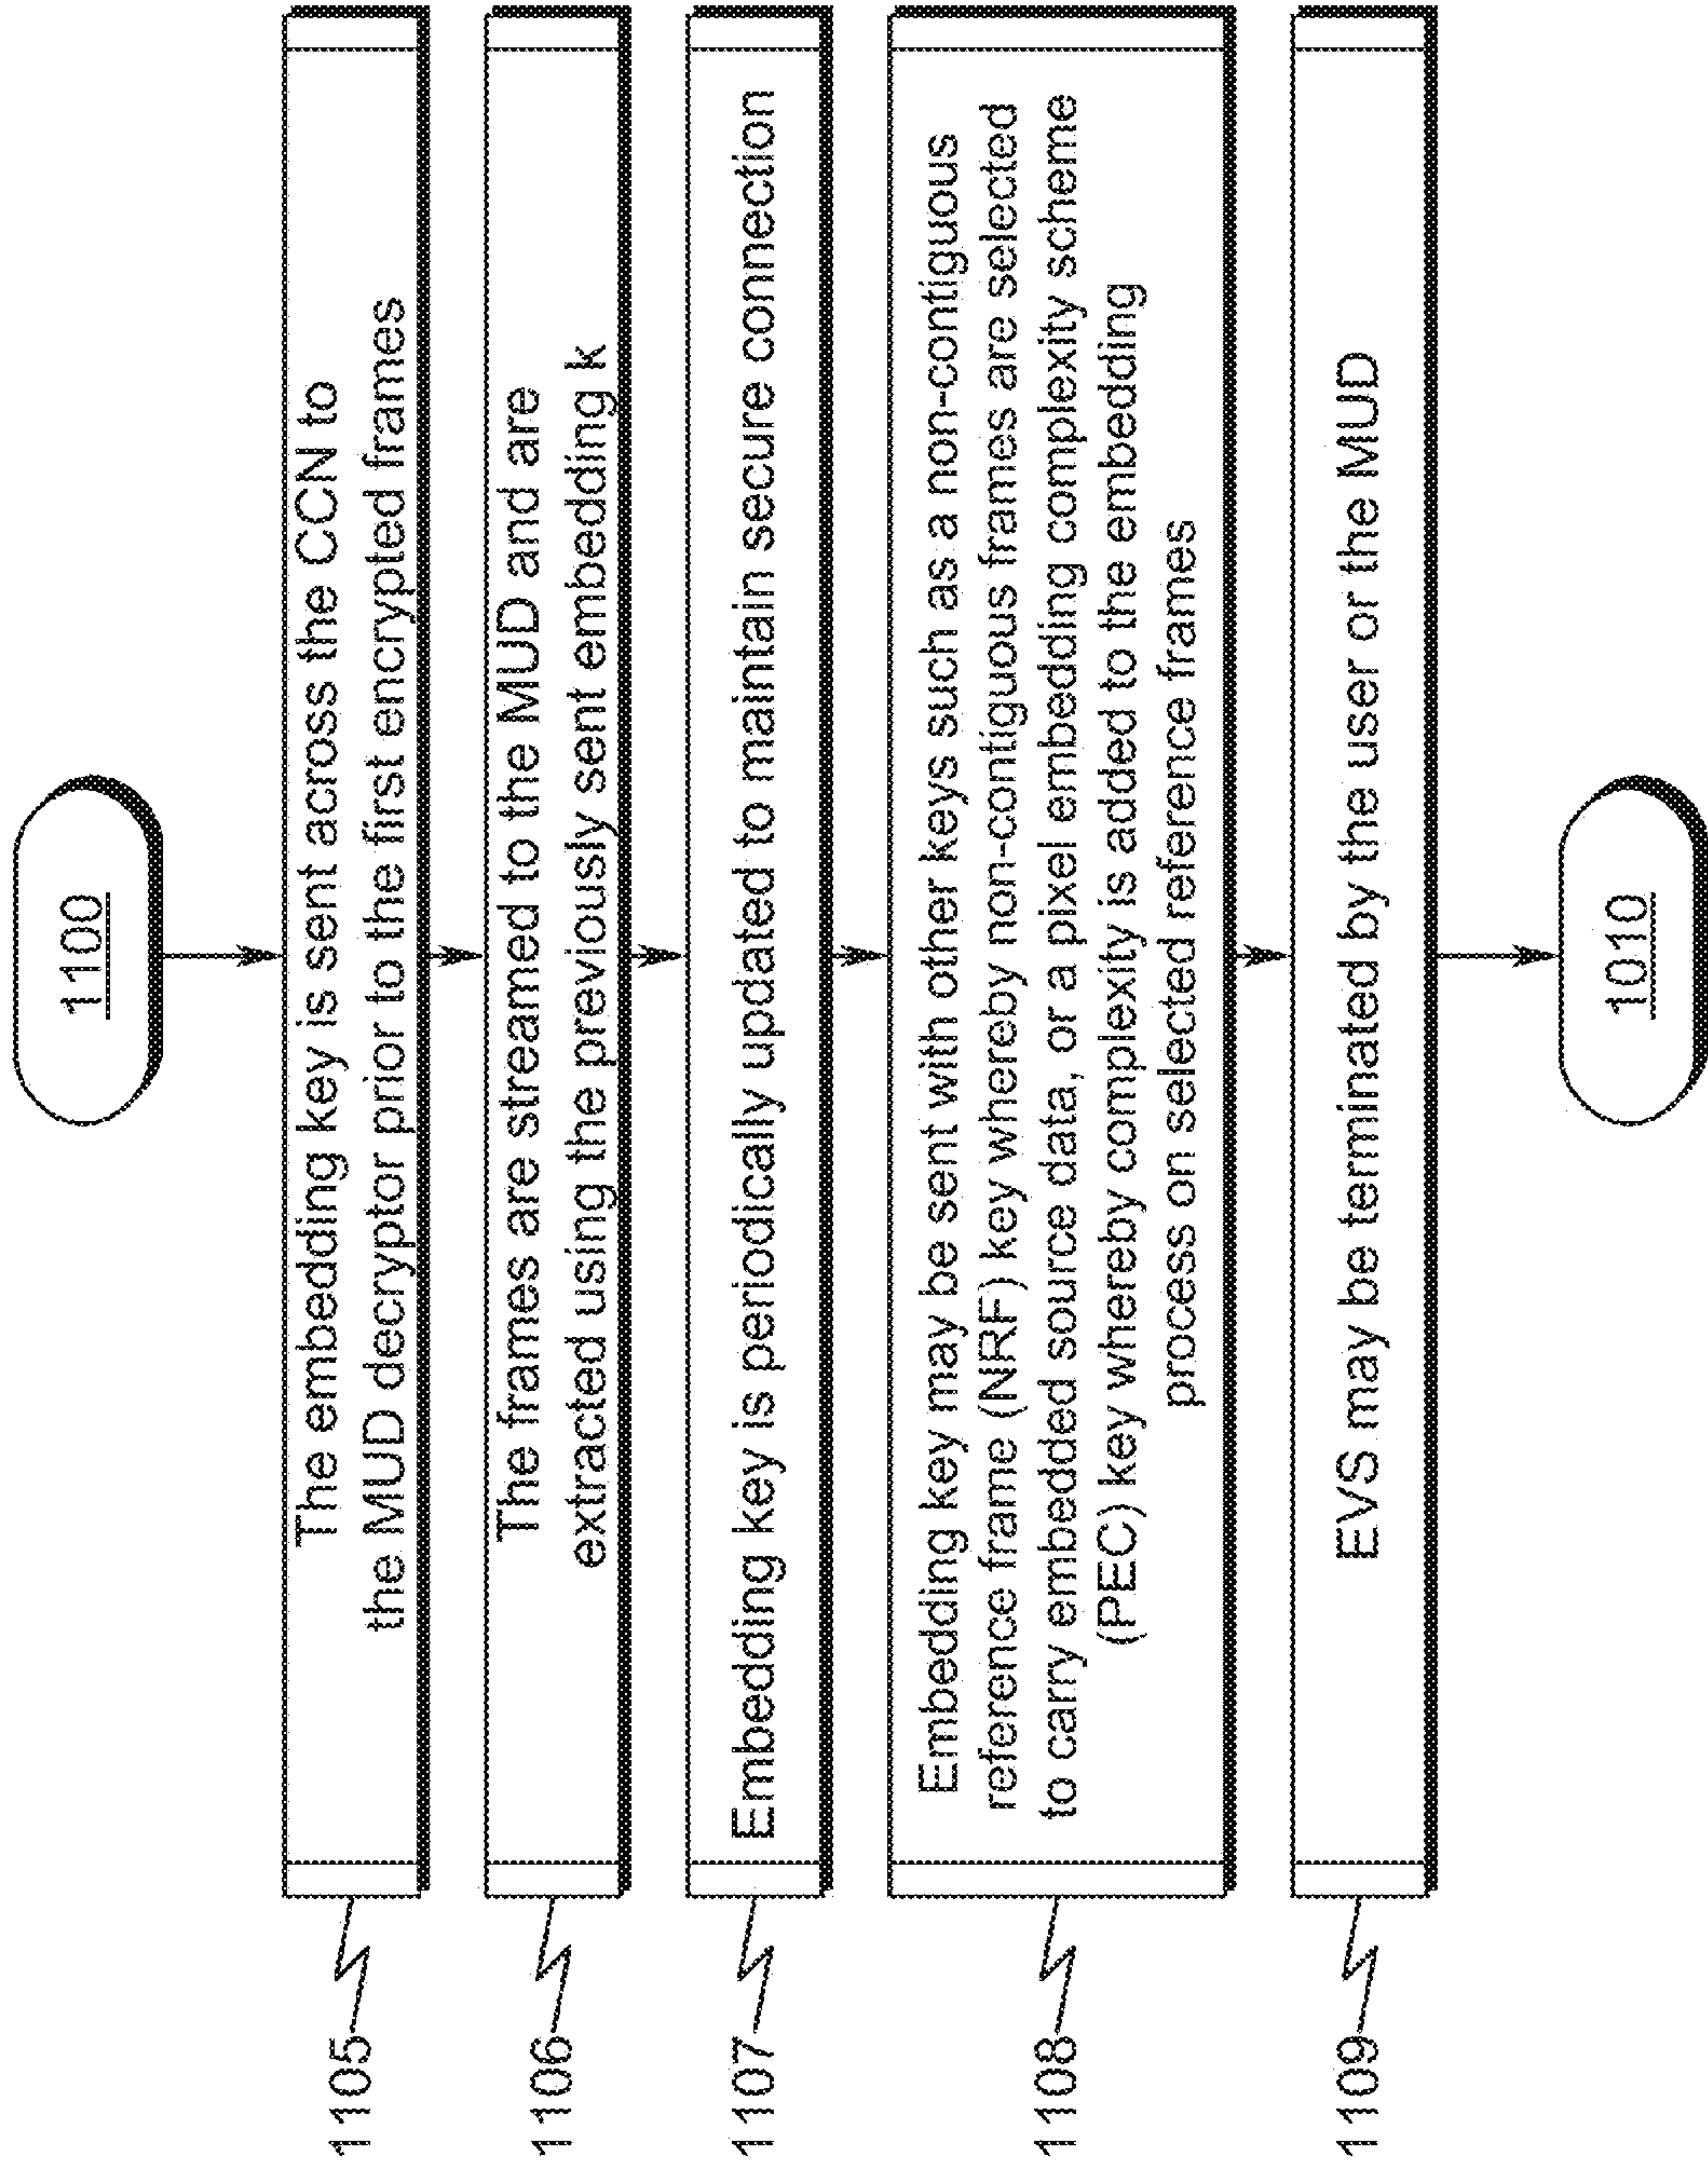 1100
1105
The embedding key is sent across the CCN to
the MUD decryptor prior to the first encrypted frames
1106
The frames are streamed to the MUD and are
extracted using the previously sent embedding k
1107
Embedding key is periodically updated to maintain secure connection
1108
Embedding key may be sent with other keys such as a non-contiguous
reference frame (NRF) key whereby non-contiguous frames are selected
to carry embedded source data, or a pixel embedding complexity scheme
(PEC) key whereby complexity is added to the embedding
process on selected reference frames
1109
EVS may be terminated by the user or the MUD
1010